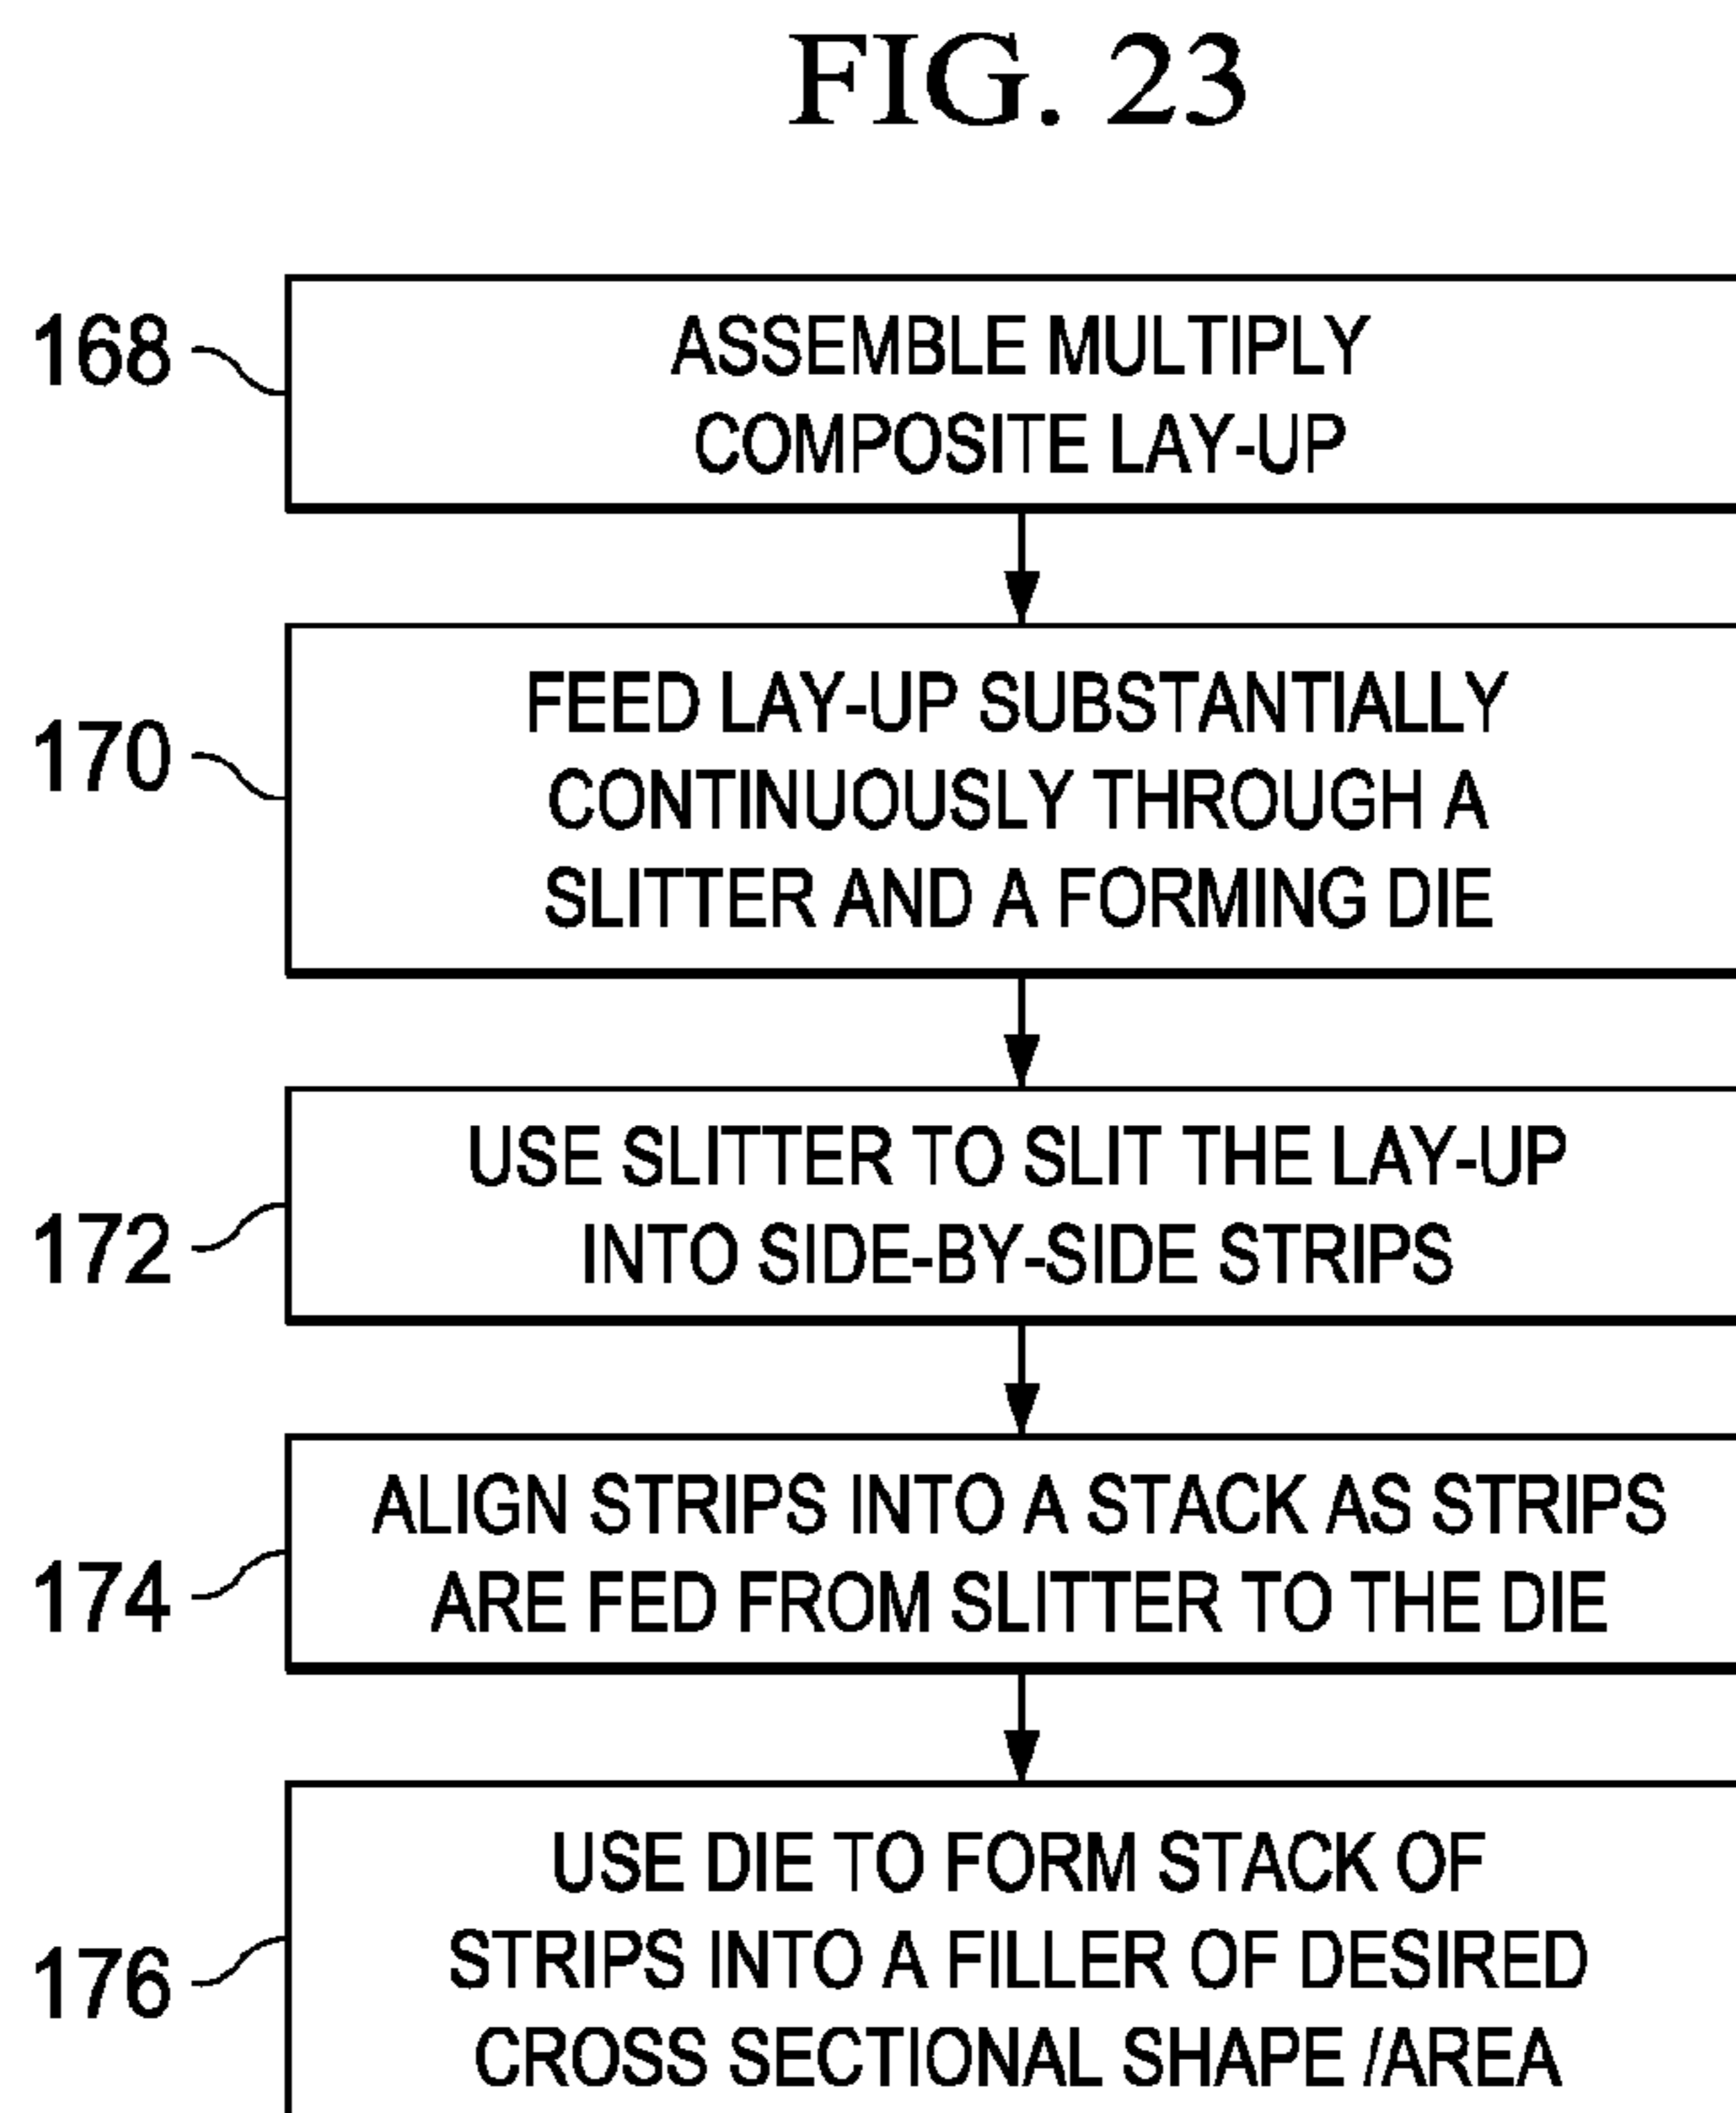 FIG. 23
168
ASSEMBLE MULTIPLY
COMPOSITE LAY-UP
170
FEED LAY-UP SUBSTANTIALLY
CONTINUOUSLY THROUGH A
SLITTER AND A FORMING DIE
172
USE SLITTER TO SLIT THE LAY-UP
INTO SIDE-BY-SIDE STRIPS
174
ALIGN STRIPS INTO A STACK AS STRIPS
ARE FED FROM SLITTER TO THE DIE
176
USE DIE TO FORM STACK OF
STRIPS INTO A FILLER OF DESIRED
CROSS SECTIONAL SHAPE /AREA